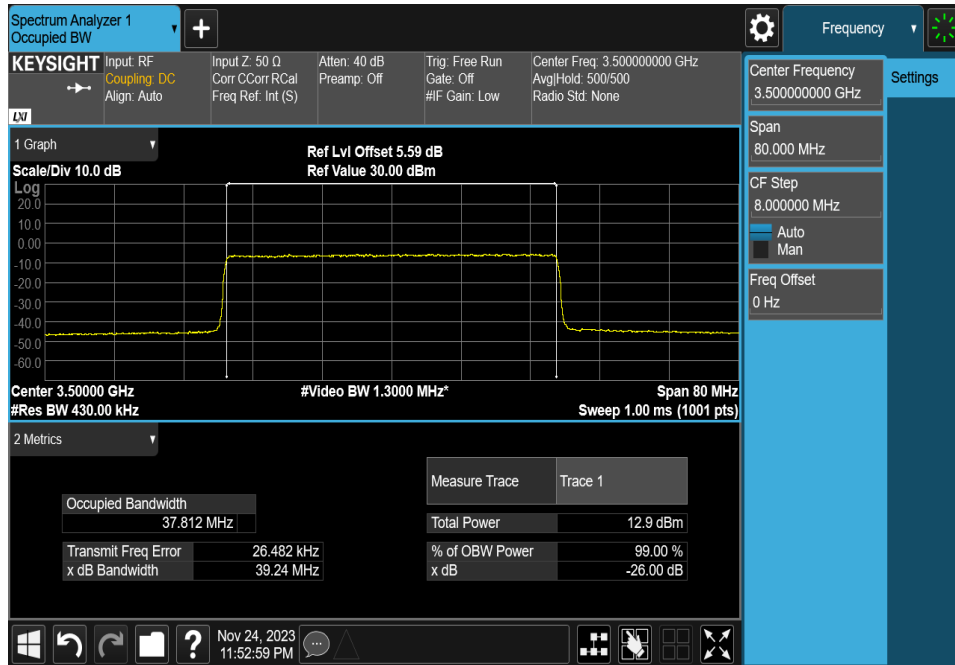 Spectrum Analyzer 1
Occupied BW
+
Frequency
KEYSIGHT
LXI
Input: RF
Coupling: DC
Align: Auto
Input Z: 50 Ω
Corr CCorr RCal
Freq Ref: Int (S)
Atten: 40 dB
Preamp: Off
Trig: Free Run
Gate: Off
#IF Gain: Low
Center Freq: 3.500000000 GHz
Avg|Hold: 500/500
Radio Std: None
Center Frequency
3.500000000 GHz
Settings
Span
80.000 MHz
CF Step
8.000000 MHz
Auto
Man
Freq Offset
0 Hz
1 Graph
Ref Lvl Offset 5.59 dB
Scale/Div 10.0 dB
Ref Value 30.00 dBm
Log
20.0
10.0
0.00
-10.0
-20.0
-30.0
-40.0
-50.0
-60.0
Center 3.50000 GHz
#Video BW 1.3000 MHz*
Span 80 MHz
#Res BW 430.00 kHz
Sweep 1.00 ms (1001 pts)
2 Metrics
Measure Trace Trace 1
Occupied Bandwidth
37.812 MHz
Total Power 12.9 dBm
Transmit Freq Error 26.482 kHz
% of OBW Power 99.00 %
x dB Bandwidth 39.24 MHz
x dB -26.00 dB
?
Nov 24, 2023
11:52:59 PM